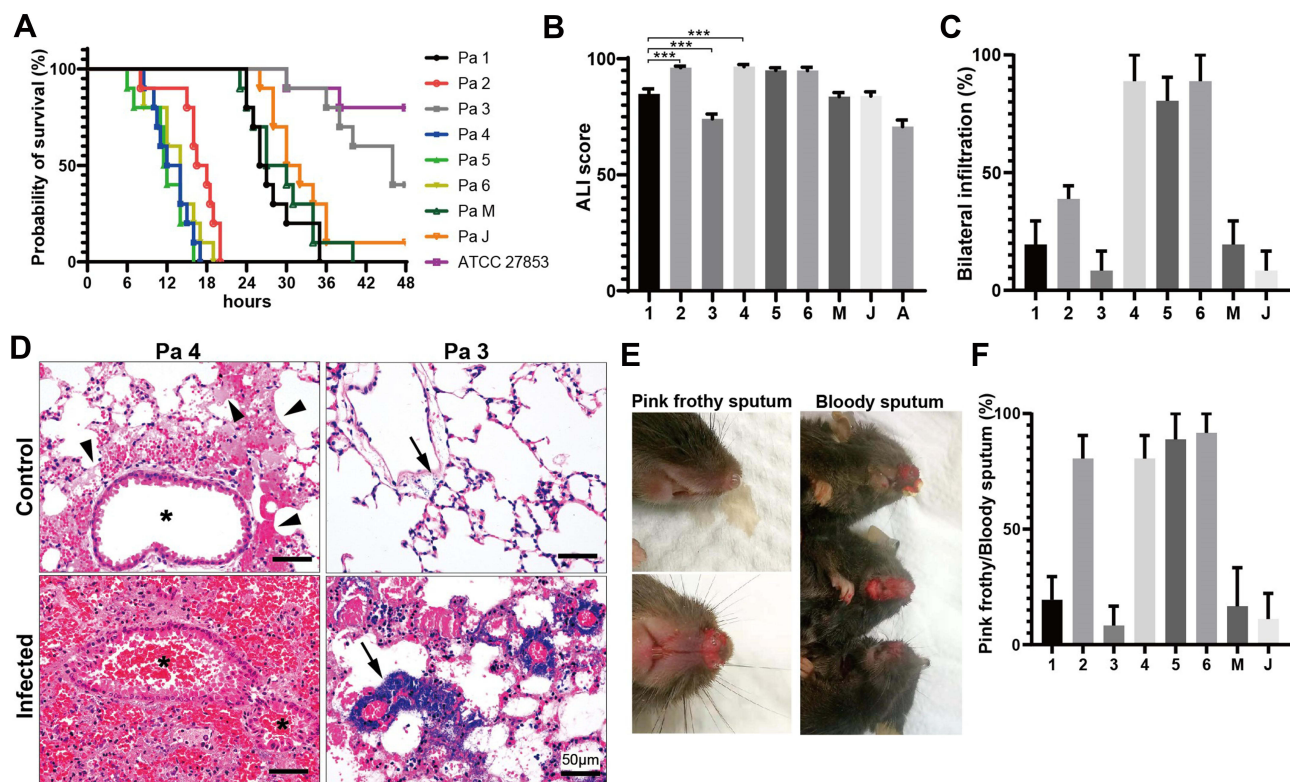 A
Probability of survival (%)
100
50
0
0 6 12 18 24 30 36 42 48
hours
Pa 1
Pa 2
Pa 3
Pa 4
Pa 5
Pa 6
Pa M
Pa J
ATCC 27853
B
ALI score
100
50
0
***
***
***
1 2 3 4 5 6 M J A
C
Bilateral infiltration (%)
100
50
0
1 2 3 4 5 6 M J
D
Pa 4 Pa 3
Control
*
Infected
*
*
50μm
E
Pink frothy sputum Bloody sputum
F
Pink frothy/Bloody sputum (%)
100
50
0
1 2 3 4 5 6 M J